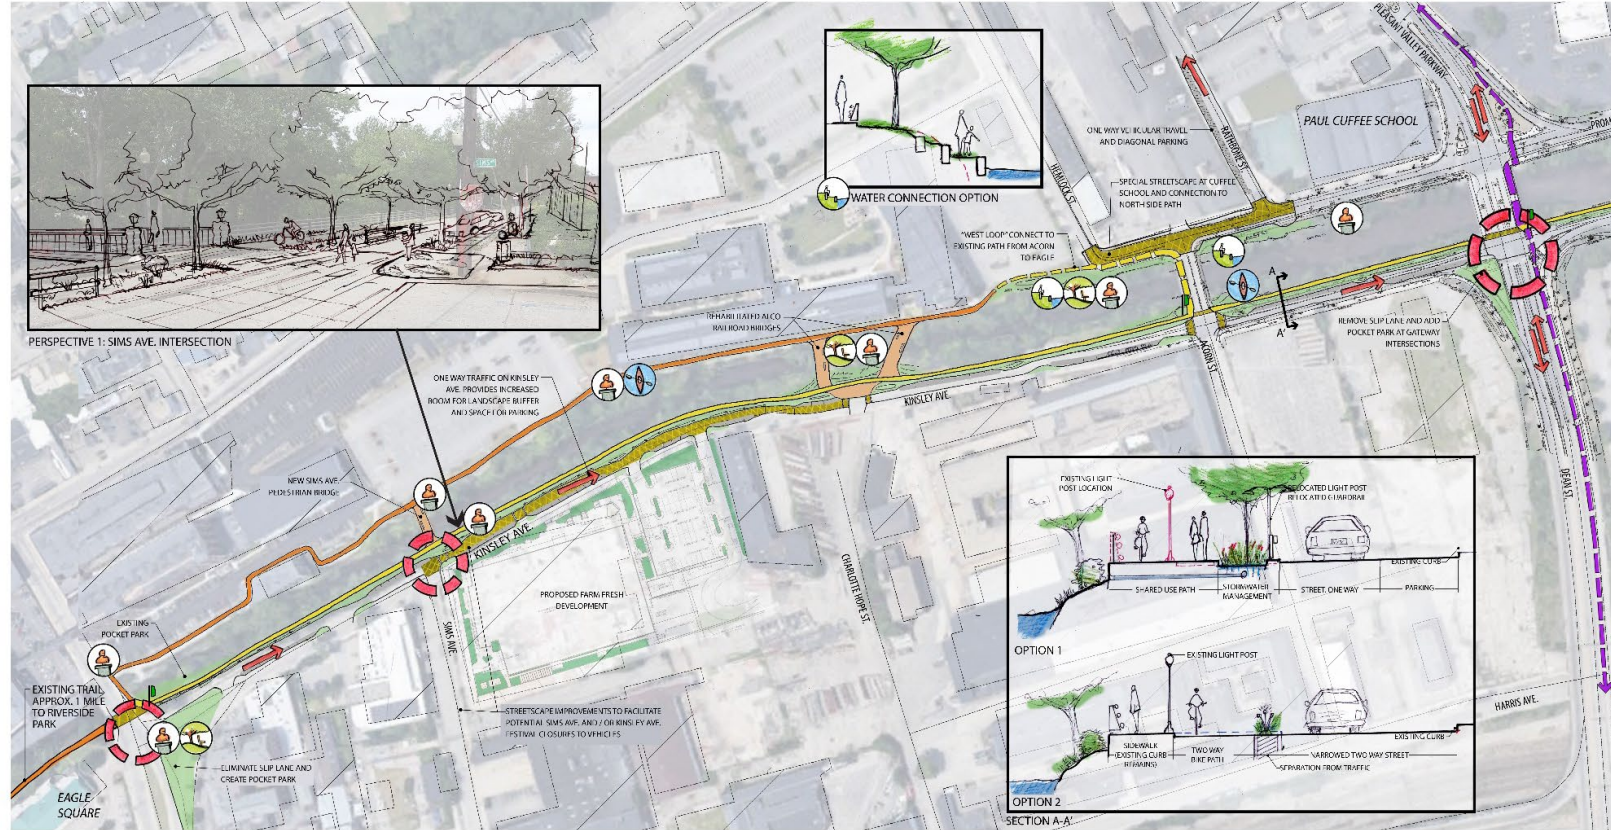 PLEASANT VALLEY PARKWAY
PAUL CUFFEE SCHOOL
ONE WAY VEHICULAR TRAVEL
AND DIAGONAL PARKING
RATHBONE ST.
HEMLOCK ST
SPECIAL STREETSCAPE AT CUFFEE
SCHOOL AND CONNECTION TO
NORTH SIDE PATH
WATER CONNECTION OPTION
"WEST LOOP" CONNECT TO
EXISTING PATH FROM ACORN
TO EAGLE
SIMS
PERSPECTIVE 1: SIMS AVE. INTERSECTION
A
A'
REHABILITATED ALCO
RAILROAD BRIDGES
REMOVE SLIP LANE AND ADD
POCKET PARK AT GATEWAY
INTERSECTIONS
ACORN ST.
ONE WAY TRAFFIC ON KINSLEY
AVE. PROVIDES INCREASED
ROOM FOR LANDSCAPE BUFFER
AND SPACE FOR PARKING
KINSLEY AVE.
NEW SIMS AVE.
PEDESTRIAN BRIDGE
KINSLEY AVE.
DEAN ST.
EXISTING LIGHT
POST LOCATION
RELOCATED LIGHT POST
RELOCATED GUARDRAIL
EXISTING CURB
SHARED USE PATH
STORMWATER
MANAGEMENT
STREET, ONE WAY
PARKING
OPTION 1
CHARLOTTE HOPE ST.
PROPOSED FARM FRESH
DEVELOPMENT
SIMS AVE.
EXISTING
POCKET PARK
EXISTING TRAIL,
APPROX. 1 MILE
TO RIVERSIDE
PARK
STREETSCAPE IMPROVEMENTS TO FACILITATE
POTENTIAL SIMS AVE. AND / OR KINSLEY AVE.
FESTIVAL CLOSURES TO VEHICLES
ELIMINATE SLIP LANE AND
CREATE POCKET PARK
EAGLE
SQUARE
EXISTING LIGHT POST
HARRIS AVE.
EXISTING CURB
SIDEWALK
(EXISTING CURB
REMAINS)
TWO WAY
BIKE PATH
NARROWED TWO WAY STREET
SEPARATION FROM TRAFFIC
OPTION 2
SECTION A-A'